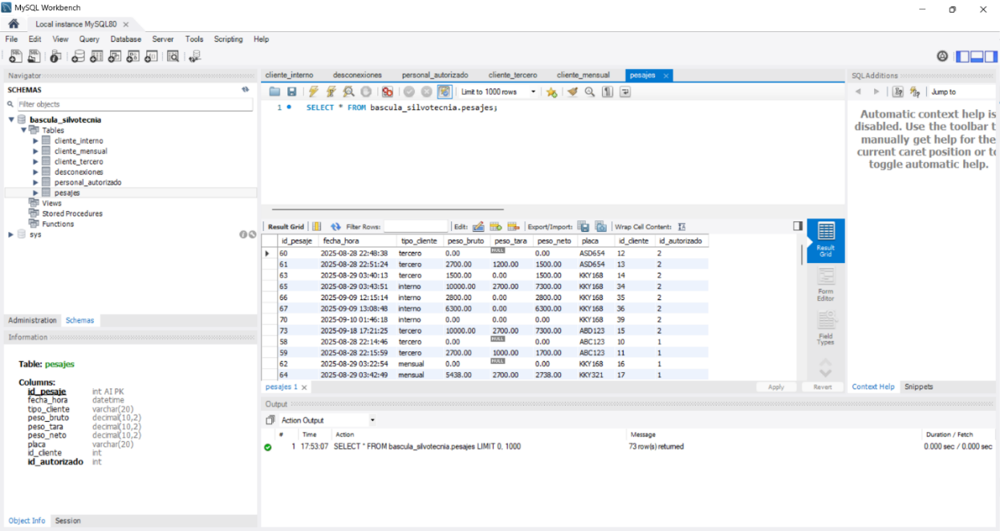 MySQL Workbench
Local instance MySQL80
File Edit View Query Database Server Tools Scripting Help
Navigator
SCHEMAS
Filter objects
bascula_silvotecnia
Tables
cliente_interno
cliente_mensual
cliente_tercero
desconexiones
personal_autorizado
pesajes
Views
Stored Procedures
Functions
sys
Administration Schemas
Information
Table: pesajes
Columns:
id_pesaje int AI PK
fecha_hora datetime
tipo_cliente varchar(20)
peso_bruto decimal(10,2)
peso_tara decimal(10,2)
peso_neto decimal(10,2)
placa varchar(20)
id_cliente int
id_autorizado int
Object Info Session
cliente_interno desconexiones personal_autorizado cliente_tercero cliente_mensual pesajes
Limit to 1000 rows
1 SELECT * FROM bascula_silvotecnia.pesajes;
Result Grid Filter Rows: Edit: Export/Import: Wrap Cell Content:
id_pesaje fecha_hora tipo_cliente peso_bruto peso_tara peso_neto placa id_cliente id_autorizado
60 2025-08-28 22:48:38 tercero 0.00 NULL 0.00 ASD654 12 2
61 2025-08-28 22:51:24 tercero 2700.00 1200.00 1500.00 ASD654 13 2
63 2025-08-29 03:40:13 tercero 1500.00 0.00 1500.00 KKY168 14 2
65 2025-08-29 03:43:51 interno 10000.00 2700.00 7300.00 KKY168 34 2
66 2025-09-09 12:15:14 interno 2800.00 0.00 2800.00 KKY168 35 2
67 2025-09-09 13:08:48 interno 6300.00 0.00 6300.00 KKY168 36 2
70 2025-09-10 01:46:18 interno 0.00 0.00 0.00 KKY168 39 2
73 2025-09-18 17:21:25 tercero 10000.00 2700.00 7300.00 ABD123 15 2
58 2025-08-28 22:14:46 tercero 0.00 NULL 0.00 ABC123 10 1
59 2025-08-28 22:15:59 tercero 2700.00 1000.00 1700.00 ABC123 11 1
62 2025-08-29 03:22:54 mensual 0.00 NULL 0.00 KKY168 16 1
64 2025-08-29 03:42:49 mensual 5438.00 2700.00 2738.00 KKY321 17 1
Result Grid
Form Editor
Field Types
pesajes 1
Apply Revert
Output
Action Output
# Time Action Message Duration / Fetch
1 17:53:07 SELECT * FROM bascula_silvotecnia.pesajes LIMIT 0, 1000 73 row(s) returned 0.000 sec / 0.000 sec
SQLAdditions
Jump to
Automatic context help is
disabled. Use the toolbar t
manually get help for the
current caret position or to
toggle automatic help.
Context Help Snippets